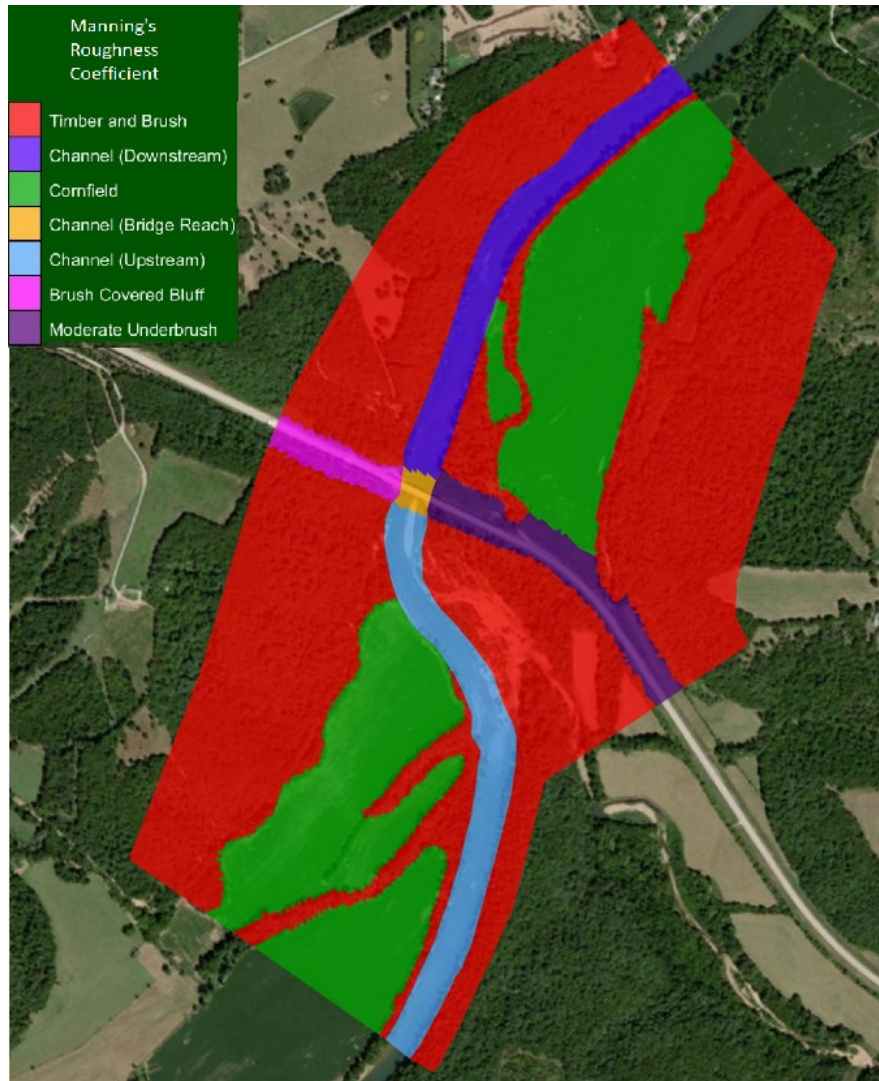 Manning's
Roughness
Coefficient
Timber and Brush
Channel (Downstream)
Cornfield
Channel (Bridge Reach)
Channel (Upstream)
Brush Covered Bluff
Moderate Underbrush